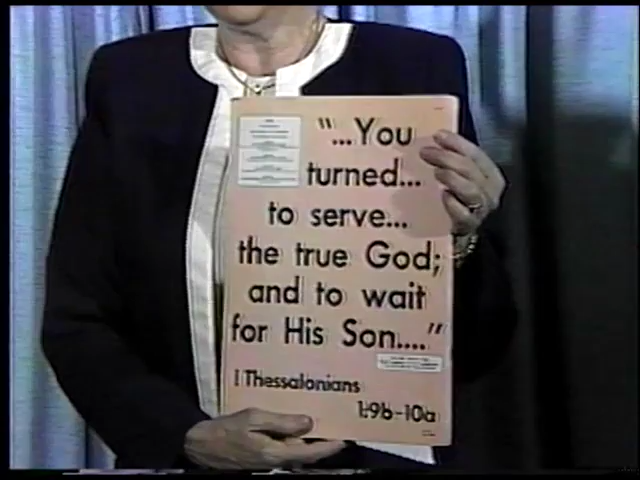 "...You
turned...
to serve...
the true God;
and to wait
for His Son...."
I Thessalonians
1:9b-10a